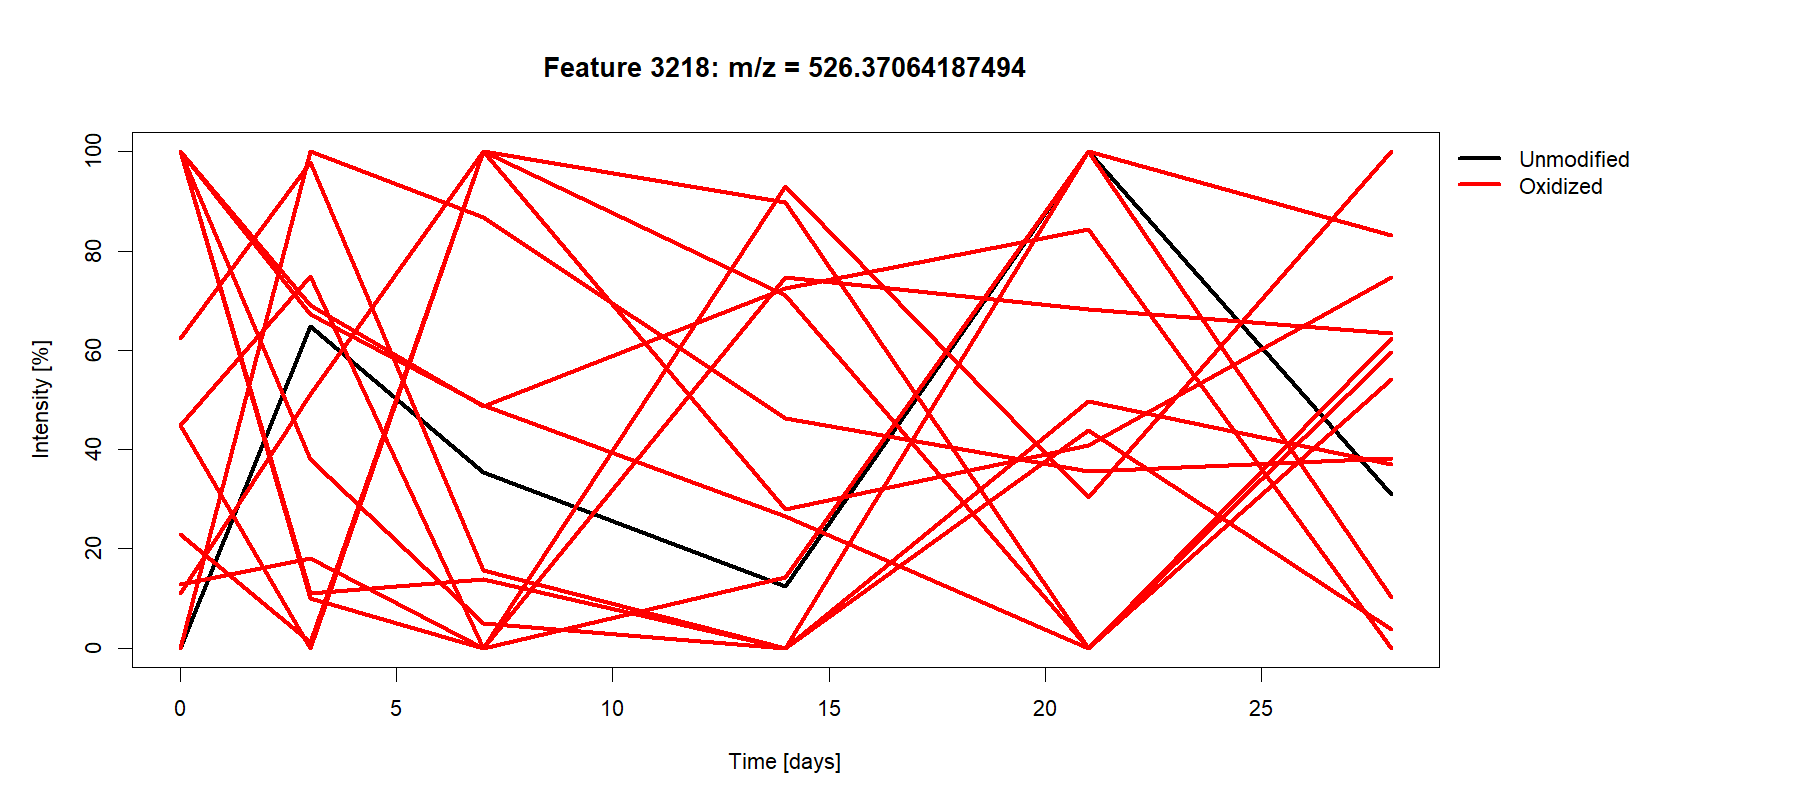 Feature 3218: m/z = 526.37064187494
Unmodified
Oxidized
Intensity [%]
100
80
60
40
20
0
0 5 10 15 20 25
Time [days]